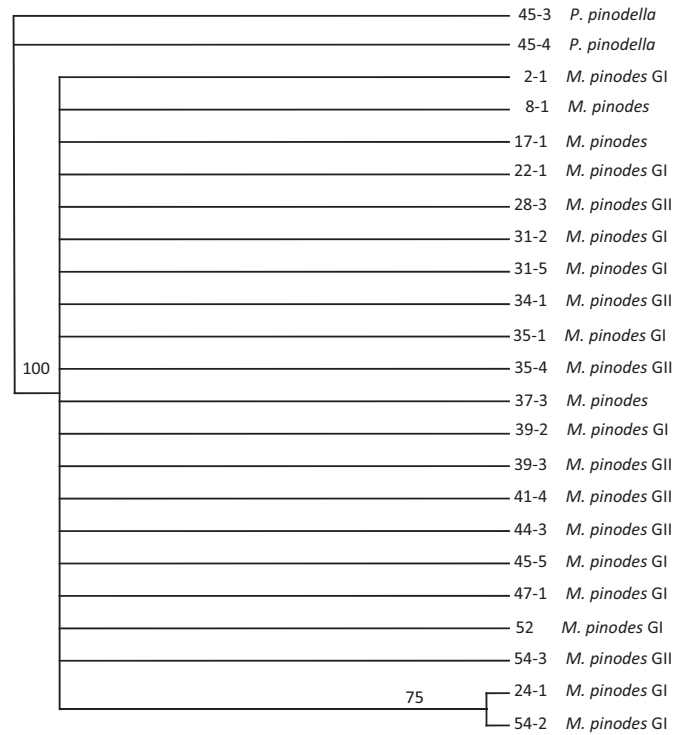 45-3 P. pinodella
45-4 P. pinodella
2-1 M. pinodes GI
8-1 M. pinodes
17-1 M. pinodes
22-1 M. pinodes GI
28-3 M. pinodes GII
31-2 M. pinodes GI
31-5 M. pinodes GI
34-1 M. pinodes GII
35-1 M. pinodes GI
100
35-4 M. pinodes GII
37-3 M. pinodes
39-2 M. pinodes GI
39-3 M. pinodes GII
41-4 M. pinodes GII
44-3 M. pinodes GII
45-5 M. pinodes GI
47-1 M. pinodes GI
52 M. pinodes GI
54-3 M. pinodes GII
75
24-1 M. pinodes GI
54-2 M. pinodes GI